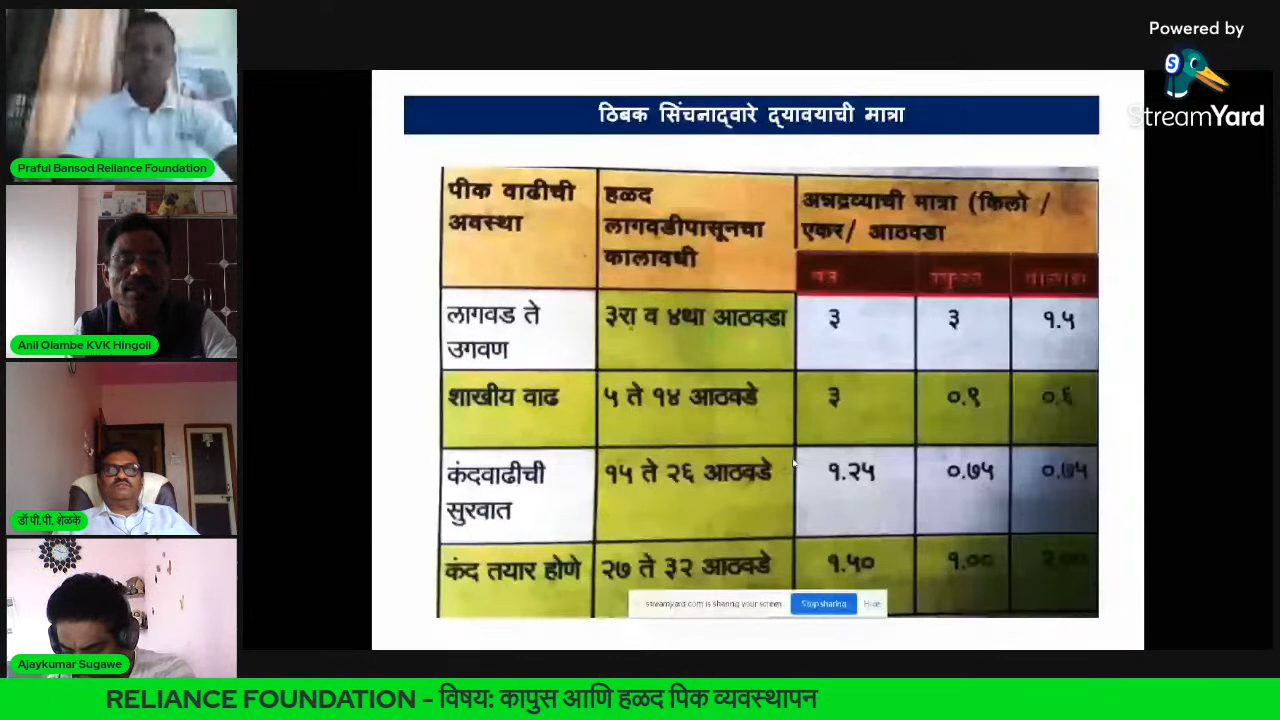 Powered by
StreamYard
Praful Bansod Reliance Foundation
Anil Olambe KVK Hingoli
डॉ पी.पी. शेळके
Ajaykumar Sugawe
ठिबक सिंचनाद्वारे द्यावयाची मात्रा
पीक वाढीची अवस्था
हळद लागवडीपासूनचा कालावधी
अन्नद्रव्याची मात्रा (किलो / एकर/ आठवडा
लागवड ते उगवण
३रा व ४था आठवडा
३
३
१.५
शाखीय वाढ
५ ते १४ आठवडे
३
०.९
०.६
कंदवाढीची सुरवात
१५ ते २६ आठवडे
१.२५
०.७५
०.७५
कंद तयार होणे
२७ ते ३२ आठवडे
१.५०
१.००
२.००
streamyard.com is sharing your screen
Stop sharing
Hide
RELIANCE FOUNDATION - विषय: कापुस आणि हळद पिक व्यवस्थापन